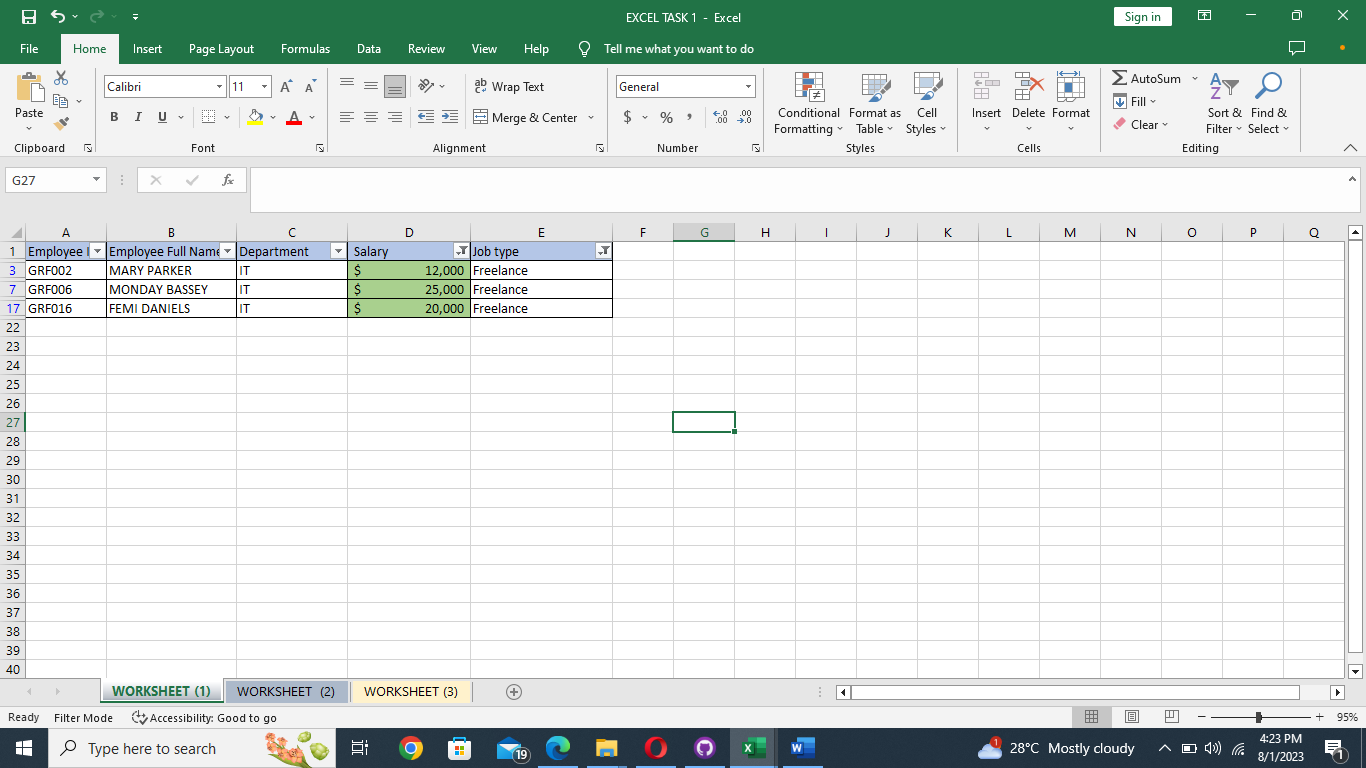 EXCEL TASK 1 - Excel
Sign in
File Home Insert Page Layout Formulas Data Review View Help Tell me what you want to do
Paste
Clipboard
Calibri 11
B I U A
Font
ab Wrap Text
Merge & Center
Alignment
General
$ % ,
Number
Conditional Formatting
Format as Table
Cell Styles
Styles
Insert Delete Format
Cells
AutoSum
Fill
Clear
Sort & Filter
Find & Select
Editing
G27 fx
A B C D E F G H I J K L M N O P Q
1 Employee Employee Full Name Department Salary Job type
3 GRF002 MARY PARKER IT $ 12,000 Freelance
7 GRF006 MONDAY BASSEY IT $ 25,000 Freelance
17 GRF016 FEMI DANIELS IT $ 20,000 Freelance
22
23
24
25
26
27
28
29
30
31
32
33
34
35
36
37
38
39
40
WORKSHEET (1) WORKSHEET (2) WORKSHEET (3)
Ready Filter Mode Accessibility: Good to go 95%
Type here to search 19 1 28°C Mostly cloudy 4:23 PM
8/1/2023 1